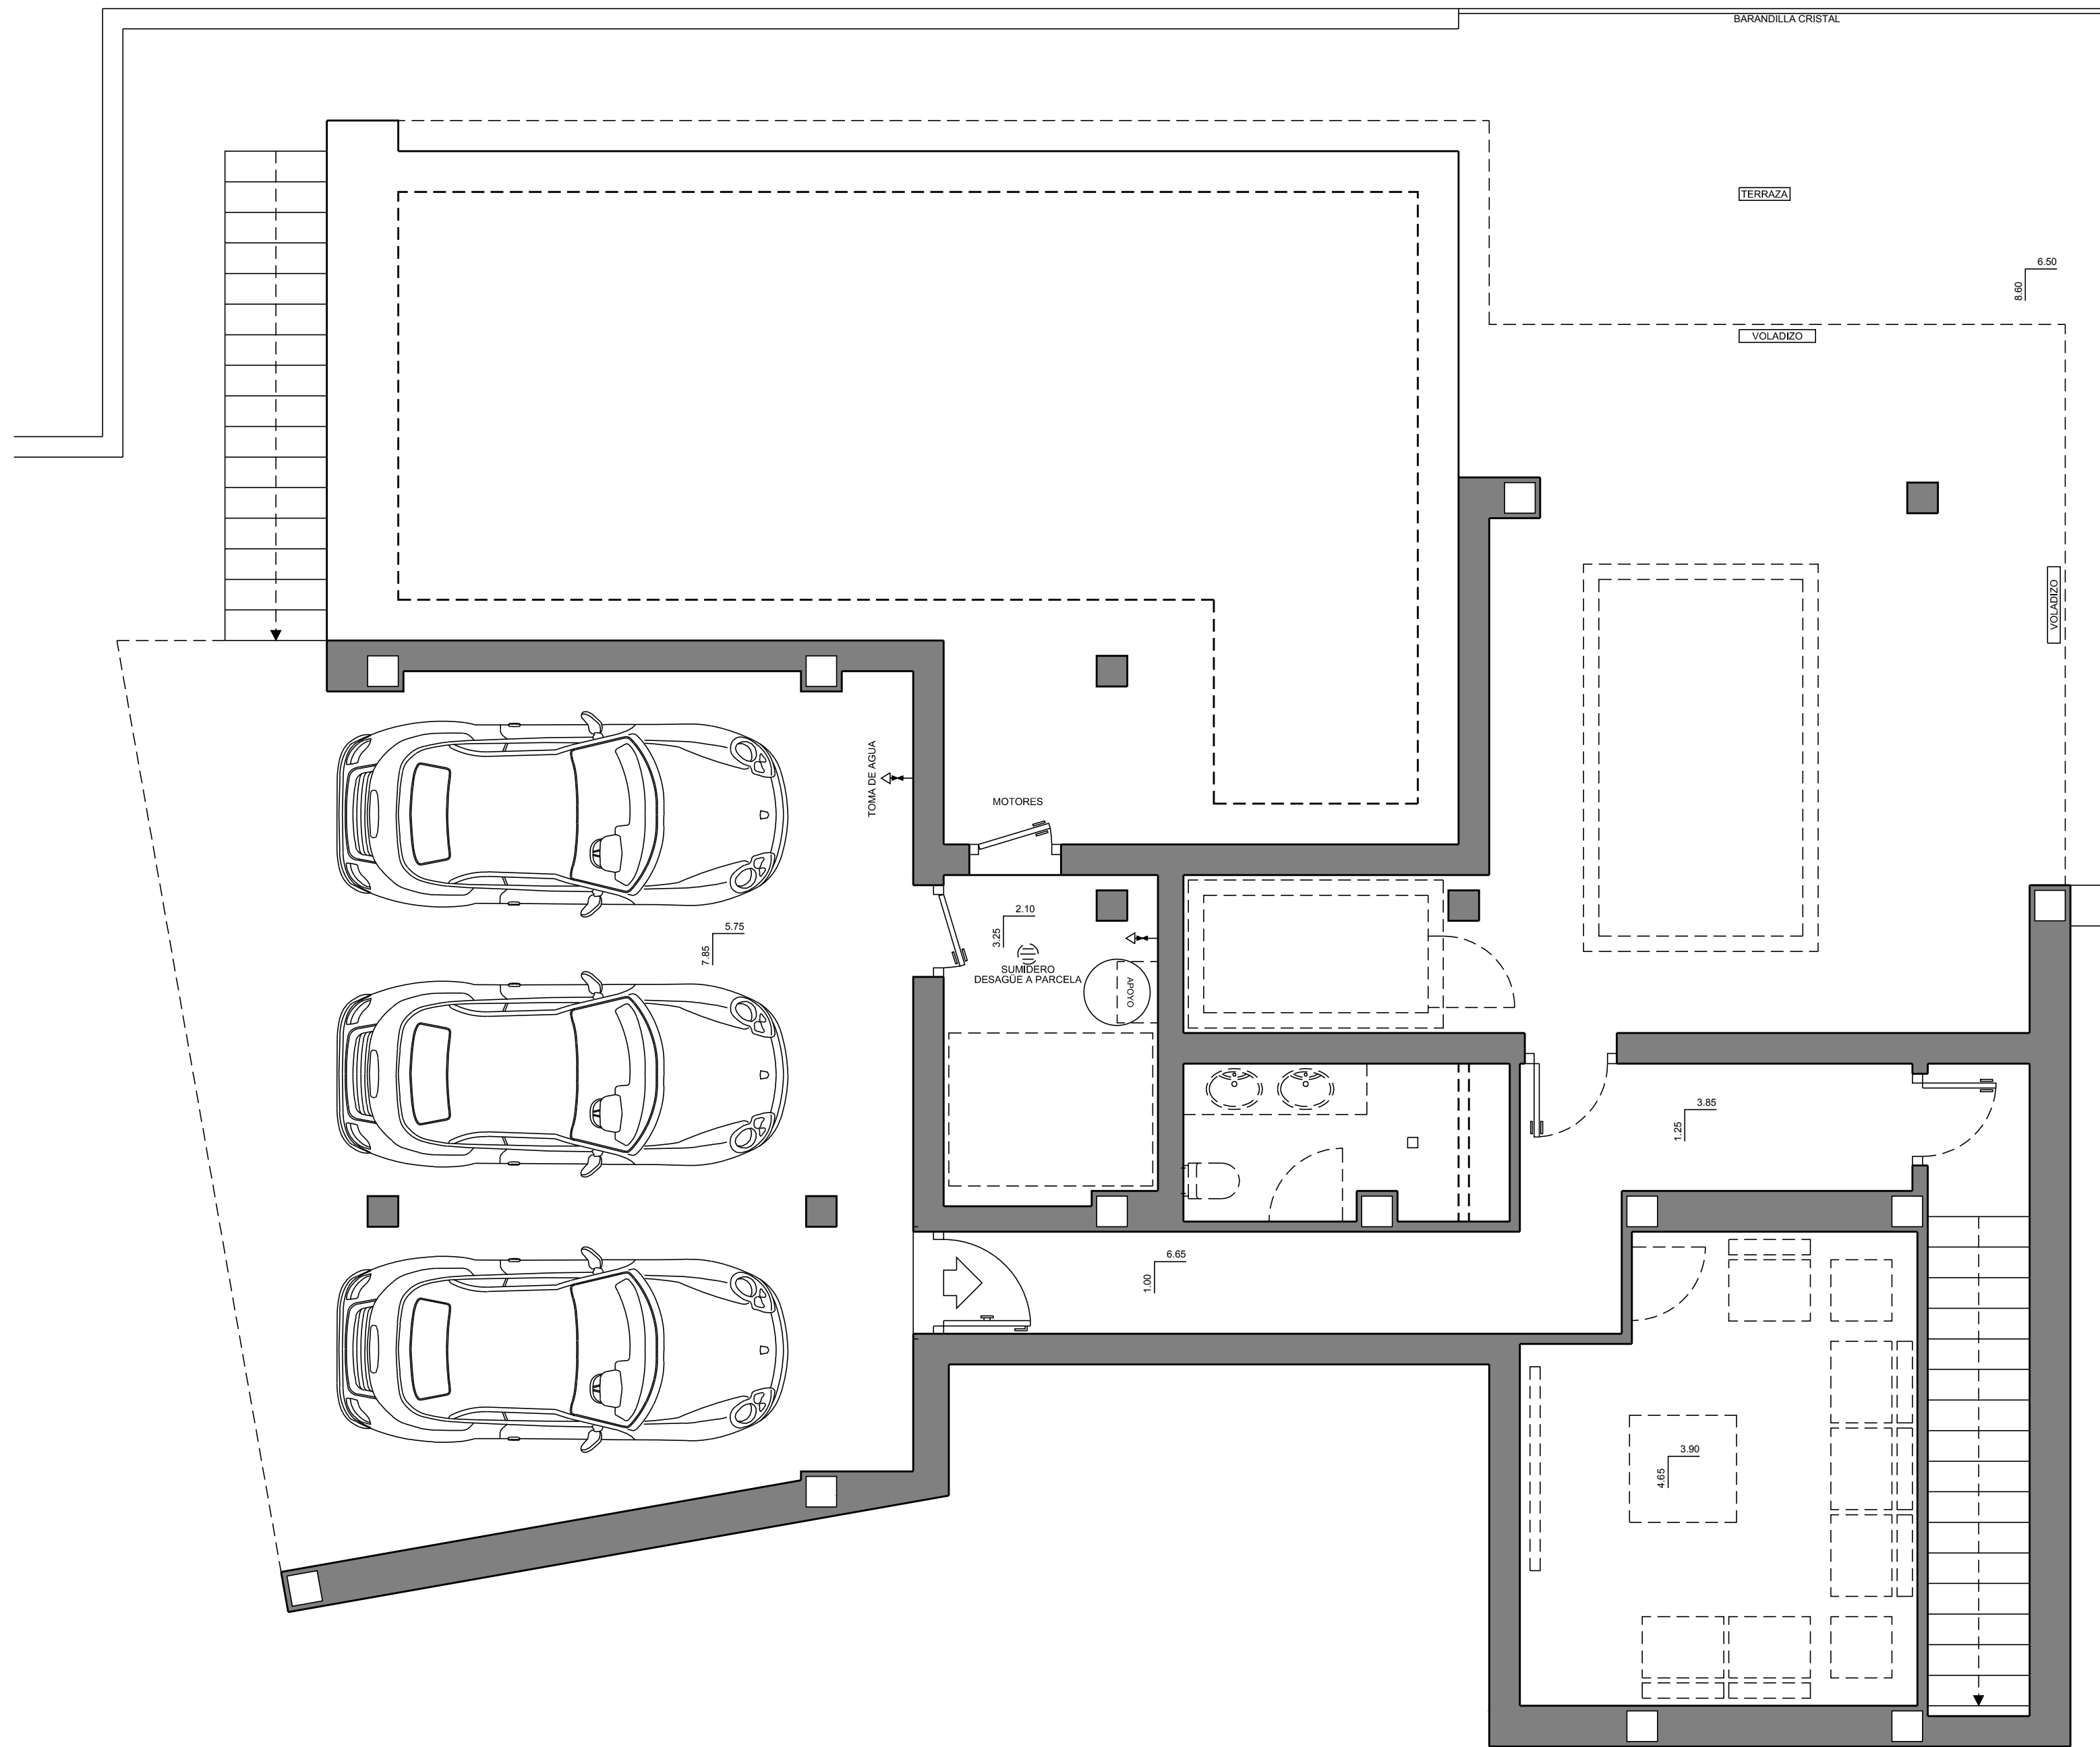 BARANDILLA CRISTAL
TERRAZA
6.50
8.60
VOLADIZO
VOLADIZO
TOMA DE AGUA
MOTORES
5.75
7.85
2.10
3.25
SUMIDERO
DESAGÜE A PARCELA
APOYO
3.85
1.25
6.65
1.00
3.90
4.65